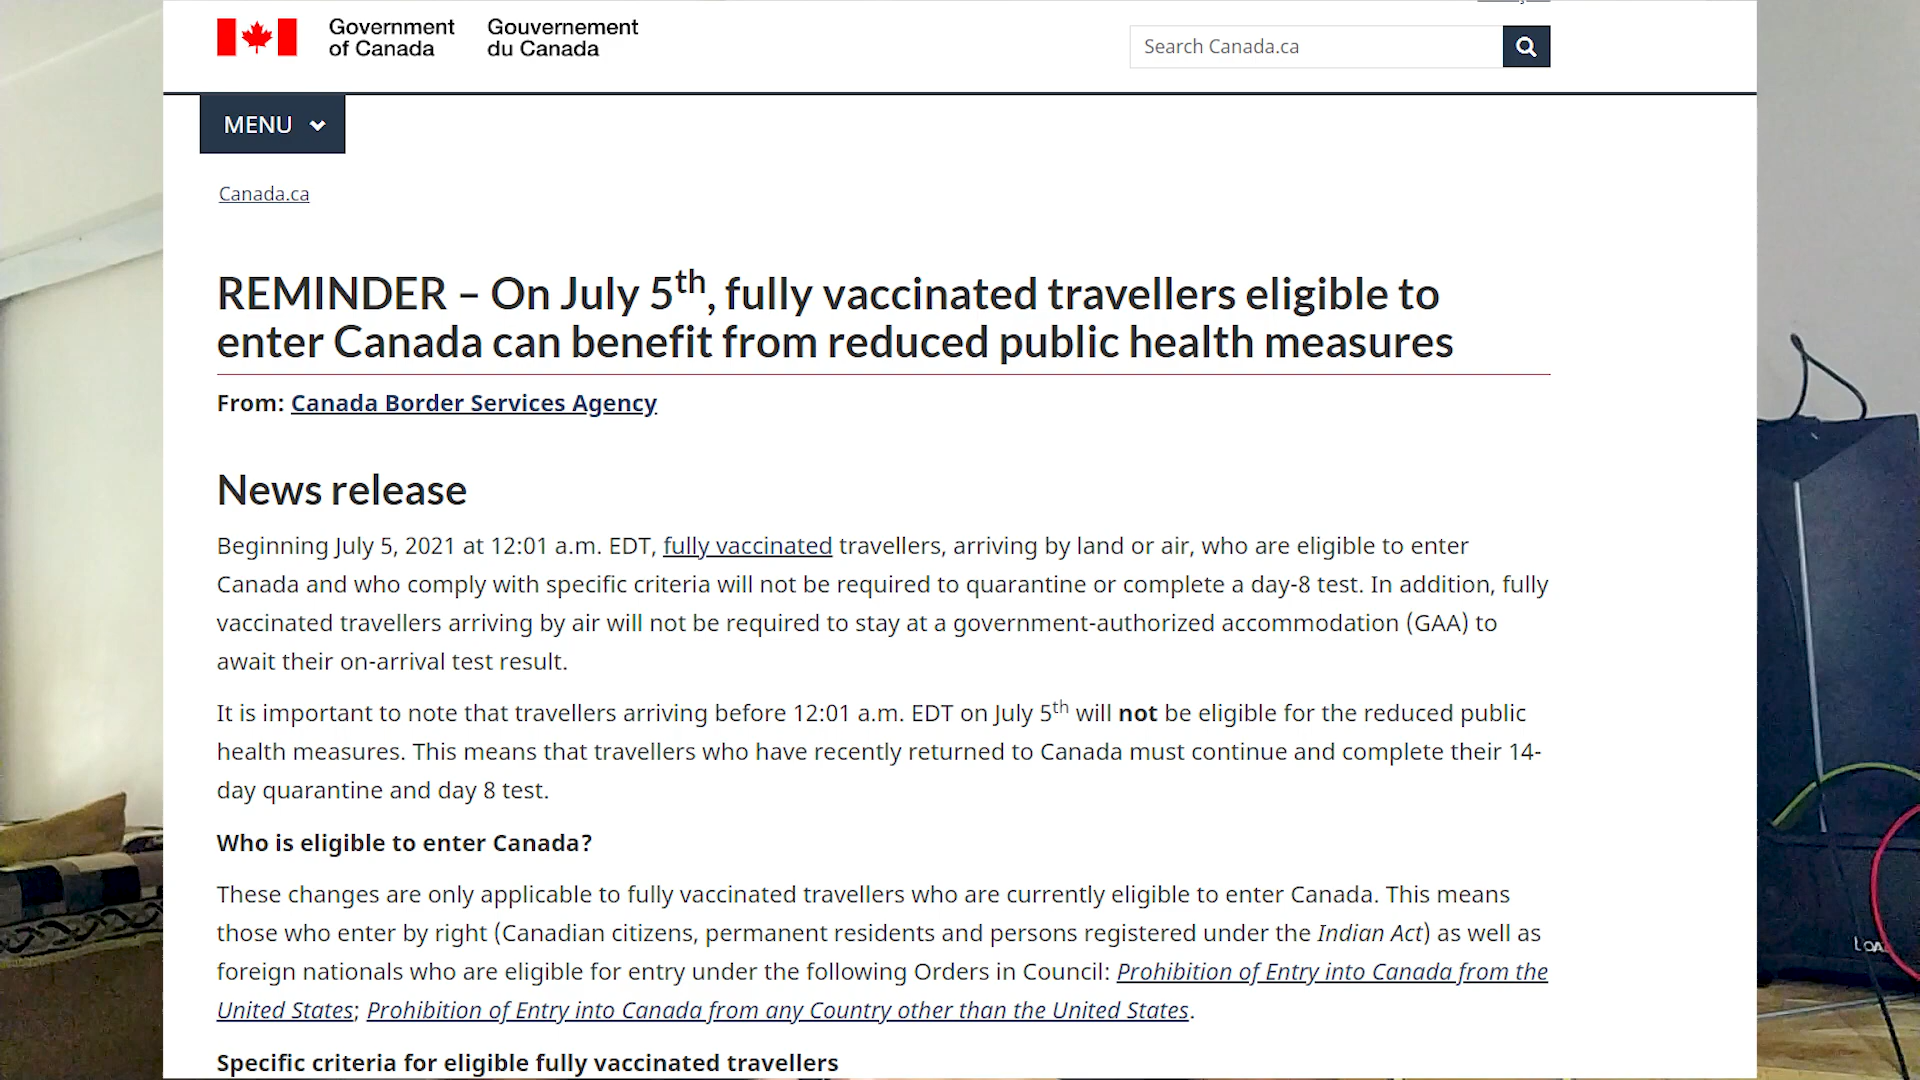 Government
of Canada
Gouvernement
du Canada
Search Canada.ca
MENU
Canada.ca
REMINDER – On July 5th, fully vaccinated travellers eligible to
enter Canada can benefit from reduced public health measures
From: Canada Border Services Agency
News release
Beginning July 5, 2021 at 12:01 a.m. EDT, fully vaccinated travellers, arriving by land or air, who are eligible to enter
Canada and who comply with specific criteria will not be required to quarantine or complete a day-8 test. In addition, fully
vaccinated travellers arriving by air will not be required to stay at a government-authorized accommodation (GAA) to
await their on-arrival test result.
It is important to note that travellers arriving before 12:01 a.m. EDT on July 5th will not be eligible for the reduced public
health measures. This means that travellers who have recently returned to Canada must continue and complete their 14-
day quarantine and day 8 test.
Who is eligible to enter Canada?
These changes are only applicable to fully vaccinated travellers who are currently eligible to enter Canada. This means
those who enter by right (Canadian citizens, permanent residents and persons registered under the Indian Act) as well as
foreign nationals who are eligible for entry under the following Orders in Council: Prohibition of Entry into Canada from the
United States; Prohibition of Entry into Canada from any Country other than the United States.
Specific criteria for eligible fully vaccinated travellers